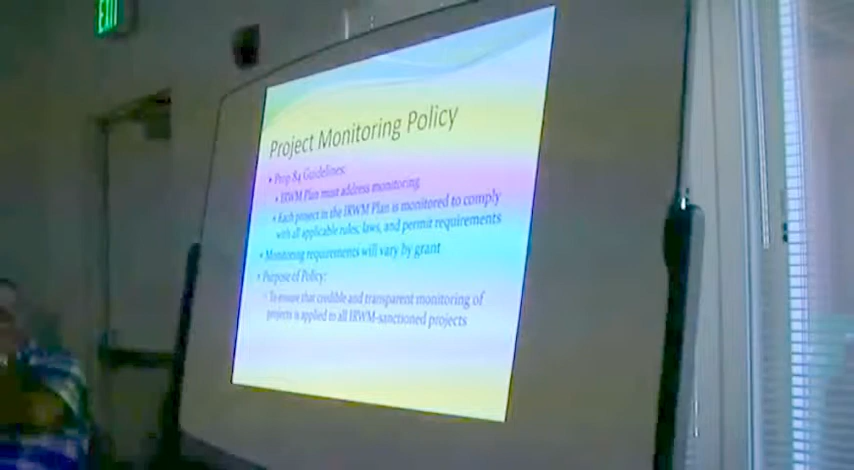 EXIT
Project Monitoring Policy
• Prop 84 Guidelines:
• IRWM Plan must address monitoring
• Each project in the IRWM Plan is monitored to comply
with all applicable rules, laws, and permit requirements
• Monitoring requirements will vary by grant
• Purpose of Policy:
To ensure that credible and transparent monitoring of
projects is applied to all IRWM-sanctioned projects